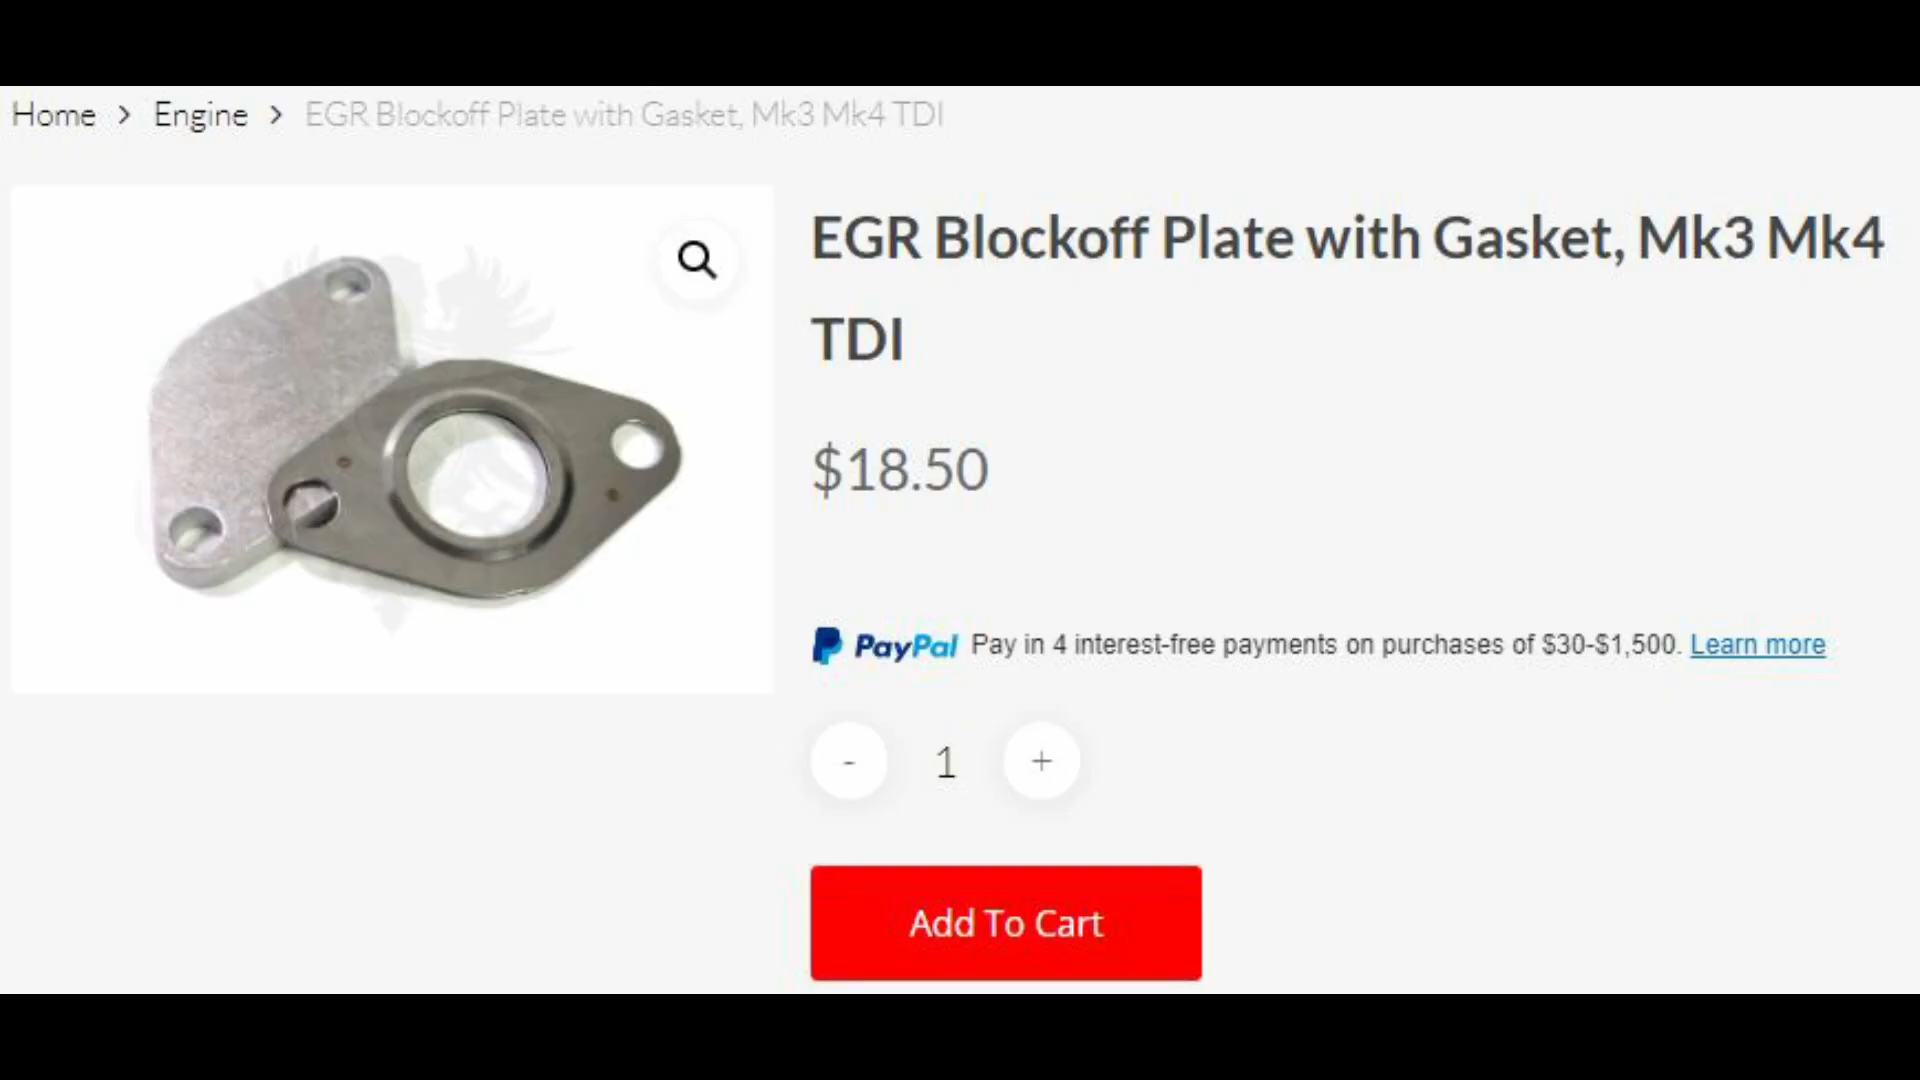 Home > Engine > EGR Blockoff Plate with Gasket, Mk3 Mk4 TDI
EGR Blockoff Plate with Gasket, Mk3 Mk4
TDI
$18.50
PayPal Pay in 4 interest-free payments on purchases of $30-$1,500. Learn more
- 1 +
Add To Cart